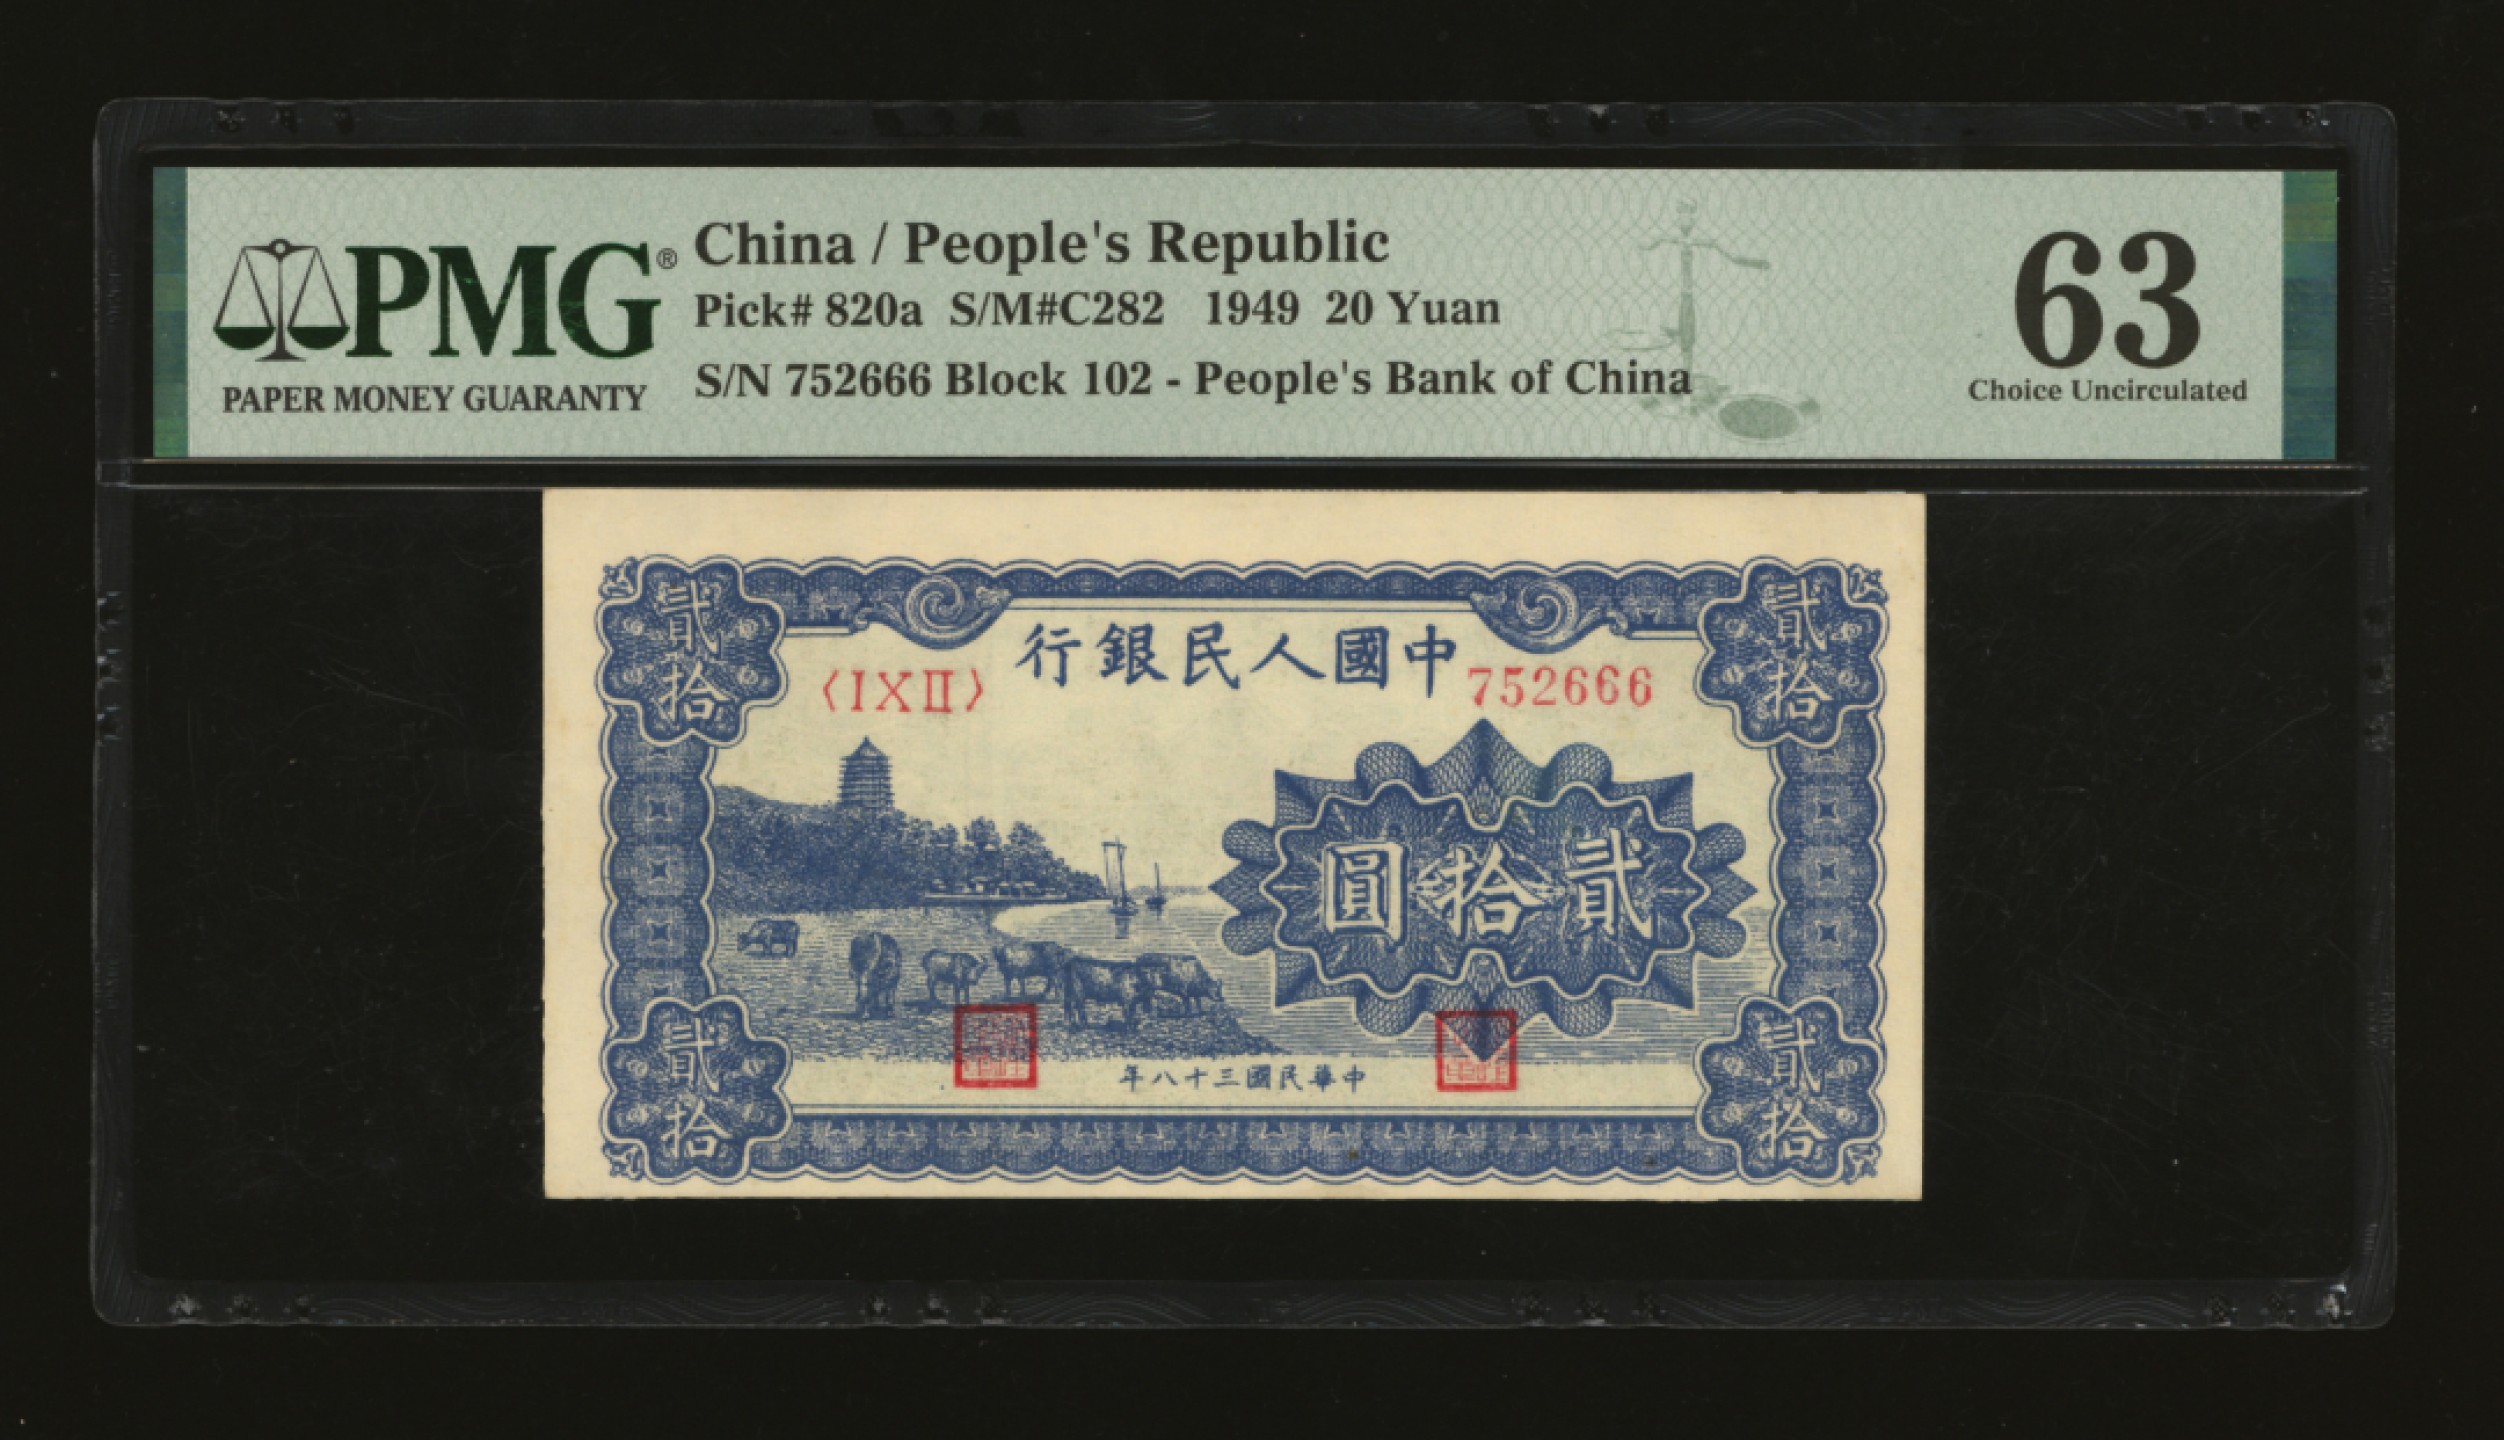 PMG®
PAPER MONEY GUARANTY
China / People's Republic
Pick# 820a S/M#C282 1949 20 Yuan
S/N 752666 Block 102 - People's Bank of China
63
Choice Uncirculated
貳拾
貳拾
行銀民人國中
〈I X II〉
752666
圓拾貳
年八十三國民華中
貳拾
貳拾